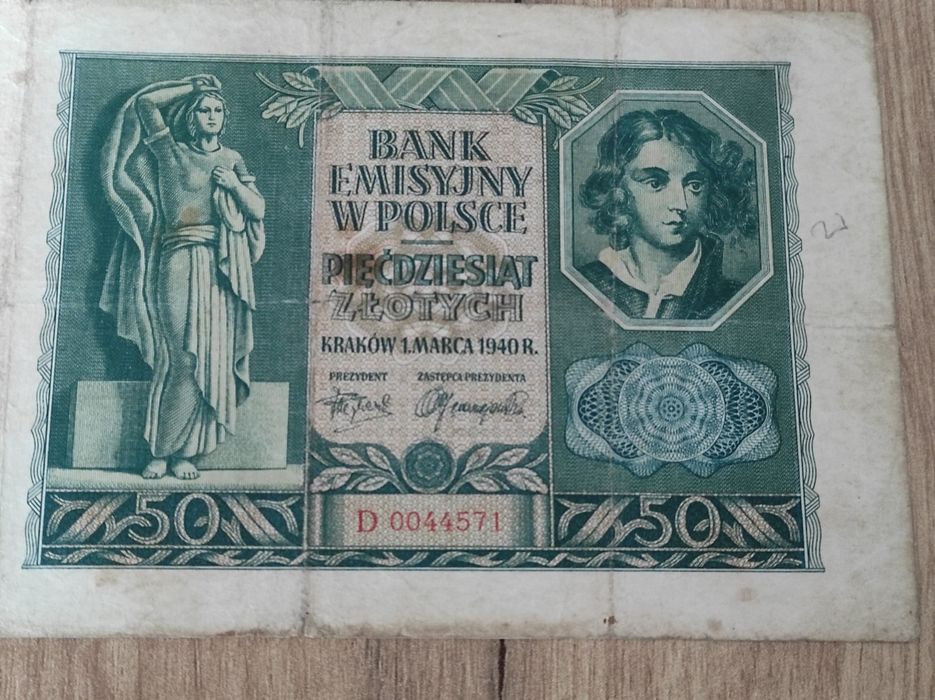 BANK
EMISYJNY
W POLSCE
PIĘĆDZIESIĄT
ZŁOTYCH
KRAKÓW 1. MARCA 1940 R.
PREZYDENT ZASTĘPCA PREZYDENTA
50 D 0044571 50